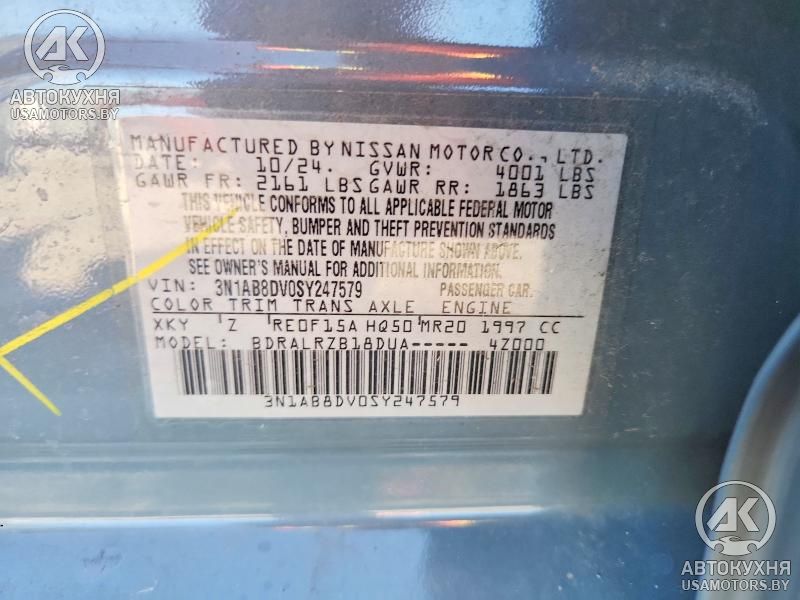 AK
АВТОКУХНЯ
USAMOTORS.BY
MANUFACTURED BY NISSAN MOTOR CO., LTD.
DATE: 10/24. GVWR: 4001 LBS
GAWR FR: 2161 LBS GAWR RR: 1863 LBS
THIS VEHICLE CONFORMS TO ALL APPLICABLE FEDERAL MOTOR
VEHICLE SAFETY, BUMPER AND THEFT PREVENTION STANDARDS
IN EFFECT ON THE DATE OF MANUFACTURE SHOWN ABOVE.
SEE OWNER'S MANUAL FOR ADDITIONAL INFORMATION.
VIN: 3N1AB8DV0SY247579 PASSENGER CAR.
COLOR TRIM TRANS AXLE ENGINE
XKY Z RE0F15A HQ50 MR20 1997 CC
MODEL: BDRALRZB18DUA----- 4Z000
3N1AB8DV0SY247579
AK
АВТОКУХНЯ
USAMOTORS.BY